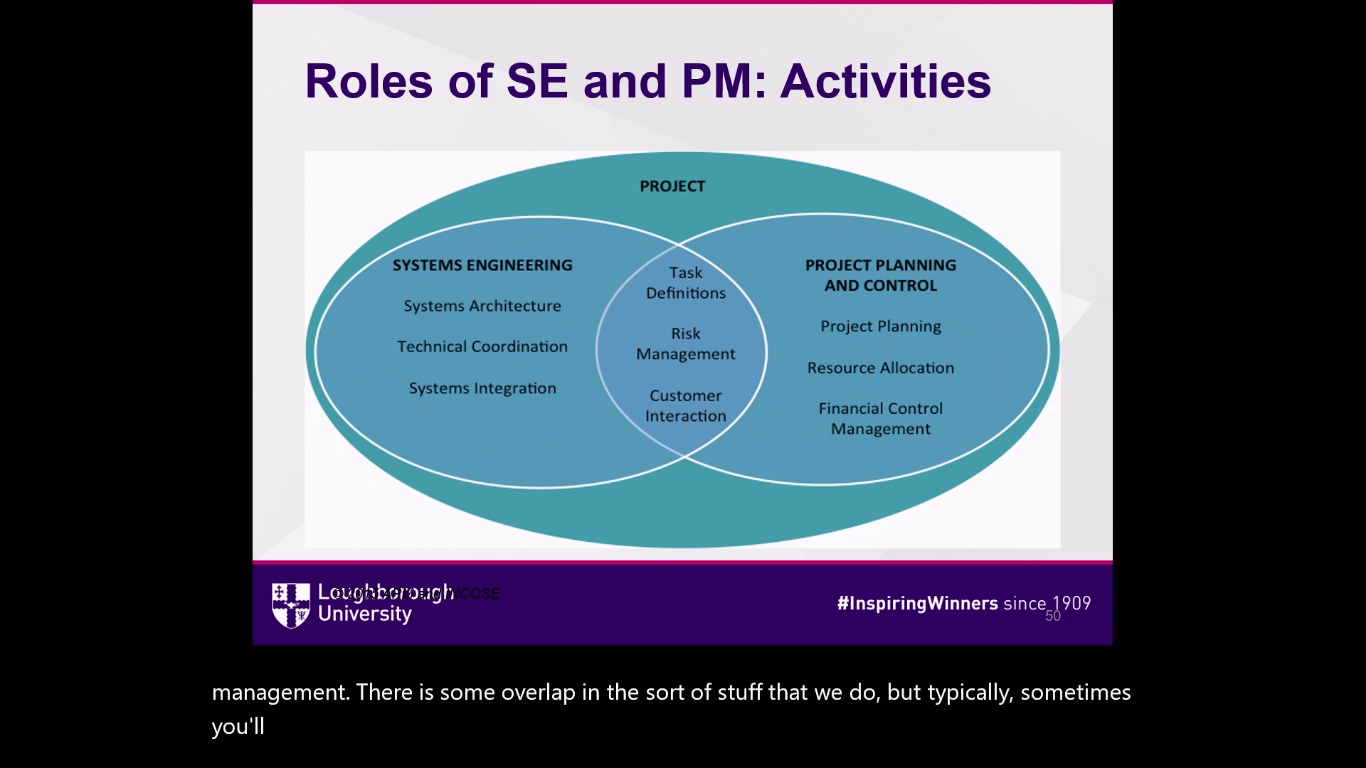 Roles of SE and PM: Activities
PROJECT
SYSTEMS ENGINEERING
Systems Architecture
Technical Coordination
Systems Integration
Task
Definitions
Risk
Management
Customer
Interaction
PROJECT PLANNING
AND CONTROL
Project Planning
Resource Allocation
Financial Control
Management
Loughborough
University
INCOSE
#InspiringWinners since 1909
50
management. There is some overlap in the sort of stuff that we do, but typically, sometimes
you'll